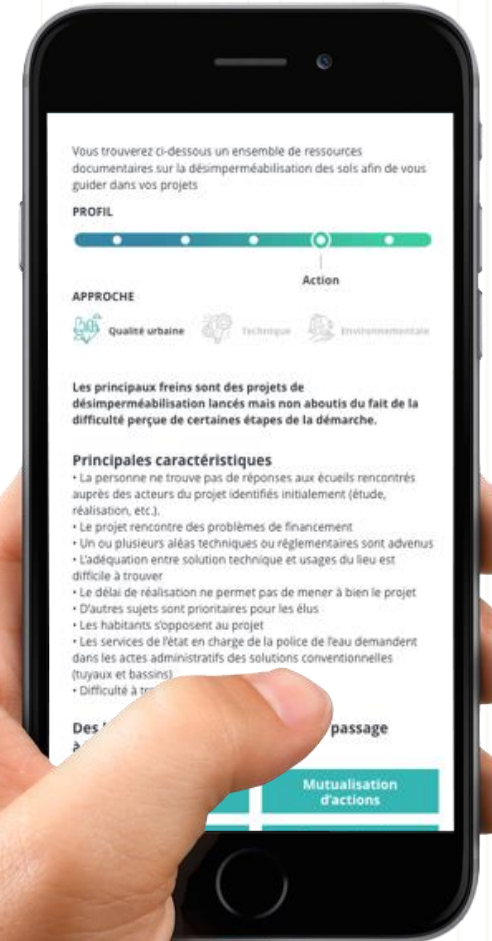 Vous trouverez ci-dessous un ensemble de ressources
documentaires sur la désimperméabilisation des sols afin de vous
guider dans vos projets
PROFIL
Action
APPROCHE
Qualité urbaine Technique Environnementale
Les principaux freins sont des projets de
désimperméabilisation lancés mais non aboutis du fait de la
difficulté perçue de certaines étapes de la démarche.
Principales caractéristiques
• La personne ne trouve pas de réponses aux écueils rencontrés
auprès des acteurs du projet identifiés initialement (étude,
réalisation, etc.).
• Le projet rencontre des problèmes de financement
• Un ou plusieurs aléas techniques ou réglementaires sont advenus
• L'adéquation entre solution technique et usages du lieu est
difficile à trouver
• Le délai de réalisation ne permet pas de mener à bien le projet
• D'autres sujets sont prioritaires pour les élus
• Les habitants s'opposent au projet
• Les services de l'état en charge de la police de l'eau demandent
dans les actes administratifs des solutions conventionnelles
(tuyaux et bassins)
• Difficulté à
Des passage
Mutualisation
d'actions